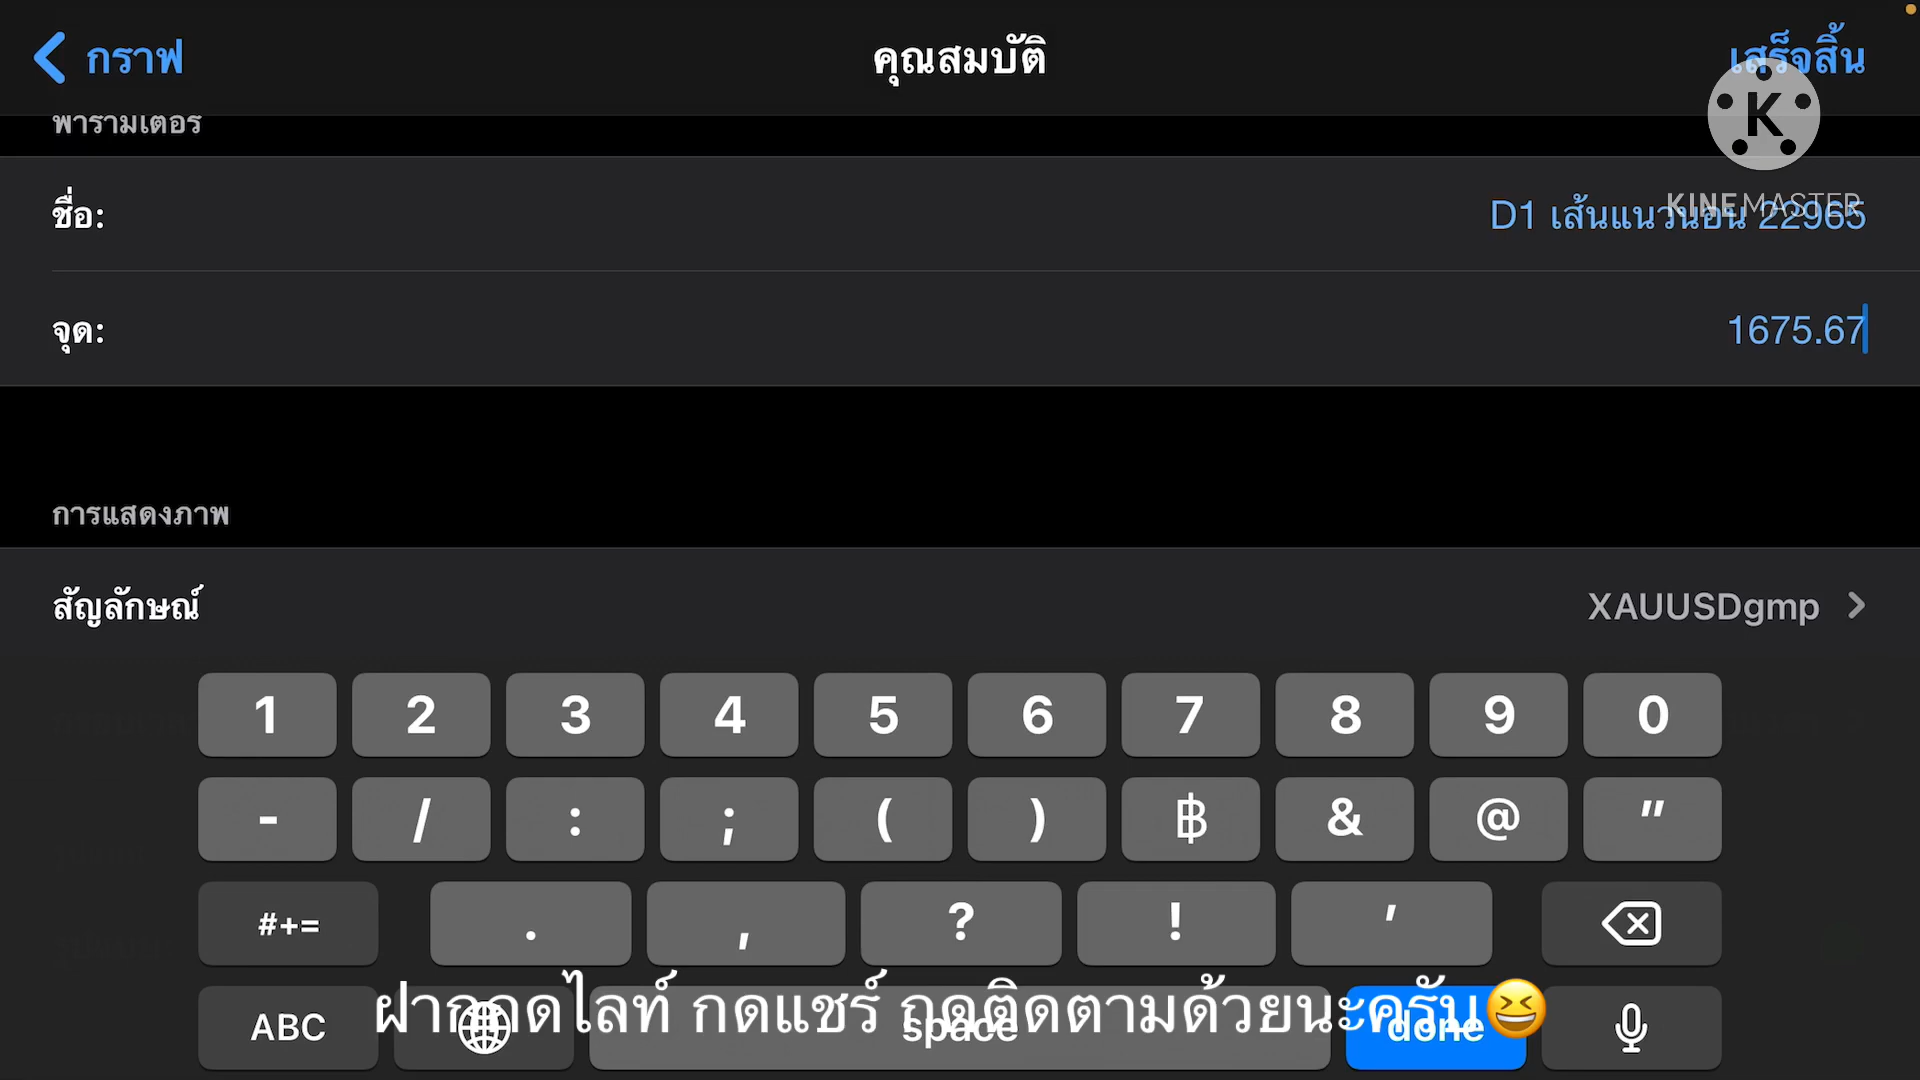 กราฟ
คุณสมบัติ
เสร็จสิ้น
พารามิเตอร์
K
KINEMASTER
ชื่อ:
D1 เส้นแนวนอน 22965
จุด:
1675.67
การแสดงภาพ
สัญลักษณ์
XAUUSDgmp
1 2 3 4 5 6 7 8 9 0
- / : ; ( ) ฿ & @ "
#+= . , ? ! '
ABC
space
done
ฝากกดไลท์ กดแชร์ กดติดตามด้วยนะครับ😆